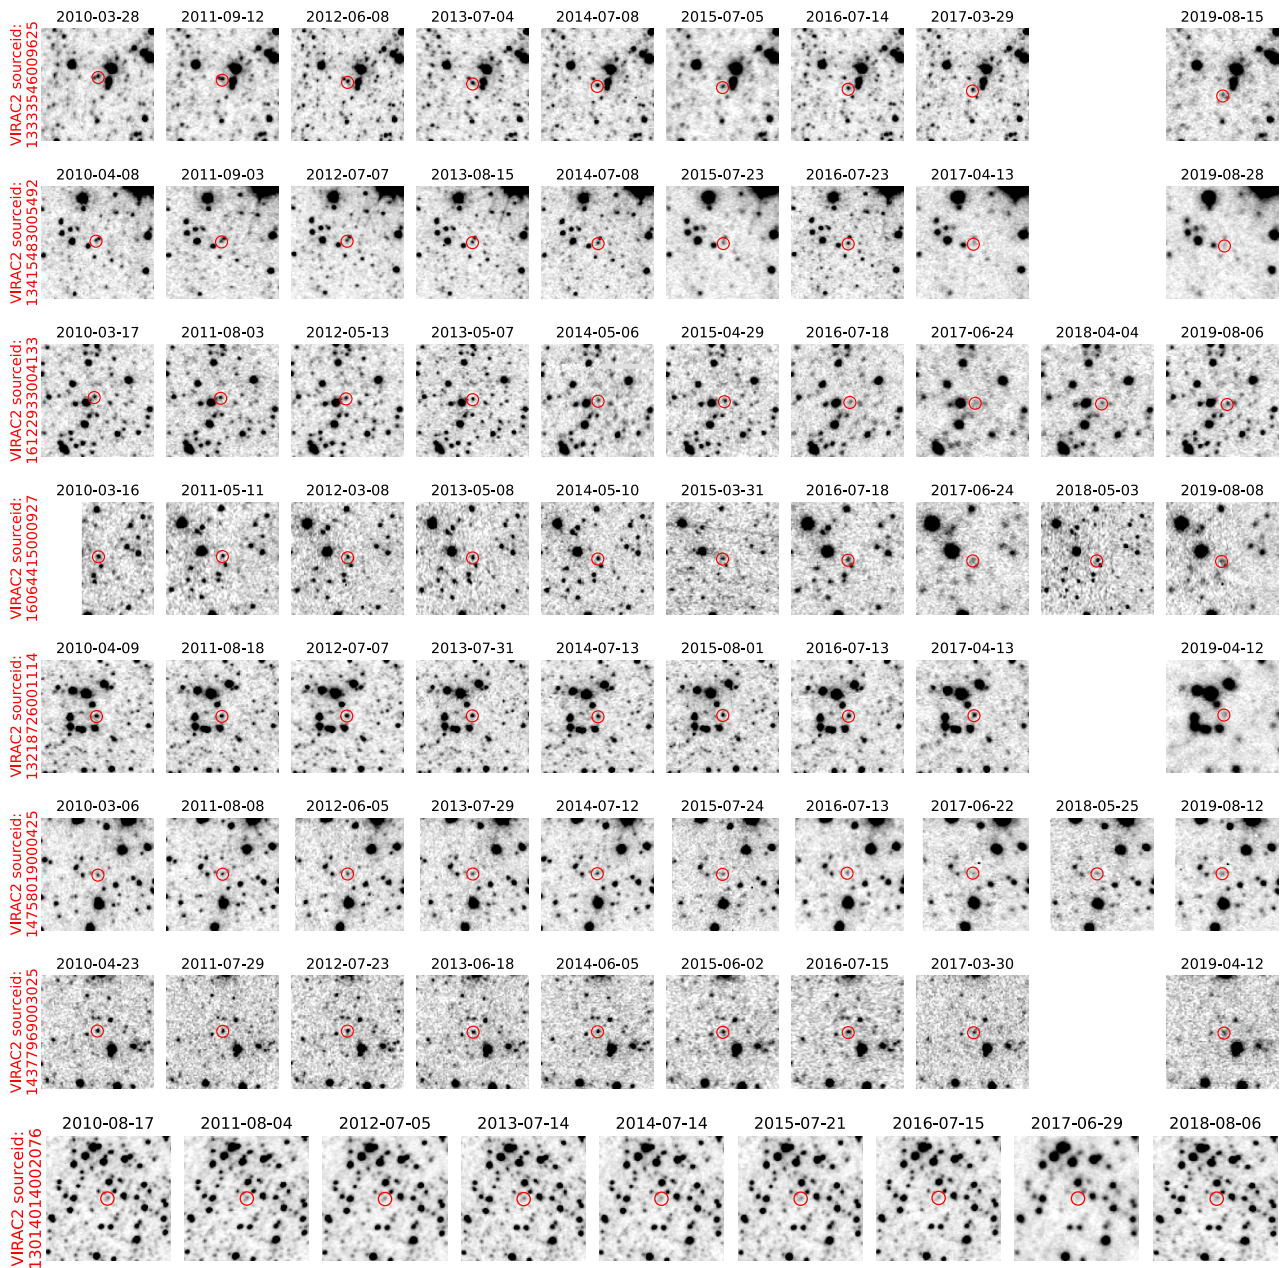 VIRAC2 sourceid:
13333546009625
2010-03-28 2011-09-12 2012-06-08 2013-07-04 2014-07-08 2015-07-05 2016-07-14 2017-03-29 2019-08-15
VIRAC2 sourceid:
13415483005492
2010-04-08 2011-09-03 2012-07-07 2013-08-15 2014-07-08 2015-07-23 2016-07-23 2017-04-13 2019-08-28
VIRAC2 sourceid:
16122933004133
2010-03-17 2011-08-03 2012-05-13 2013-05-07 2014-05-06 2015-04-29 2016-07-18 2017-06-24 2018-04-04 2019-08-06
VIRAC2 sourceid:
16064415000927
2010-03-16 2011-05-11 2012-03-08 2013-05-08 2014-05-10 2015-03-31 2016-07-18 2017-06-24 2018-05-03 2019-08-08
VIRAC2 sourceid:
13218726001114
2010-04-09 2011-08-18 2012-07-07 2013-07-31 2014-07-13 2015-08-01 2016-07-13 2017-04-13 2019-04-12
VIRAC2 sourceid:
14758019000425
2010-03-06 2011-08-08 2012-06-05 2013-07-29 2014-07-12 2015-07-24 2016-07-13 2017-06-22 2018-05-25 2019-08-12
VIRAC2 sourceid:
14377969003025
2010-04-23 2011-07-29 2012-07-23 2013-06-18 2014-06-05 2015-06-02 2016-07-15 2017-03-30 2019-04-12
VIRAC2 sourceid:
13014014002076
2010-08-17 2011-08-04 2012-07-05 2013-07-14 2014-07-14 2015-07-21 2016-07-15 2017-06-29 2018-08-06